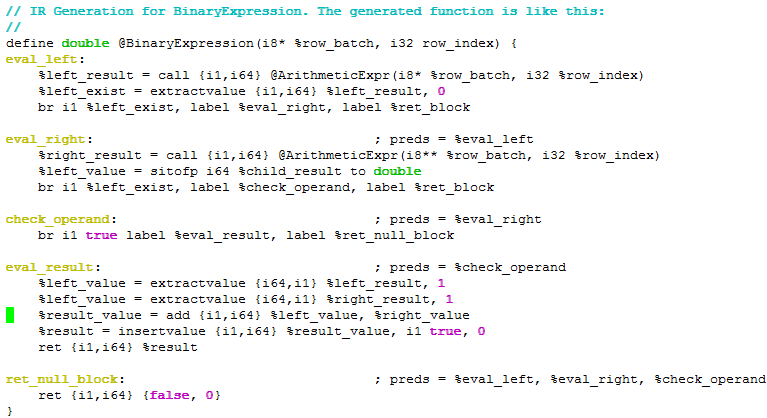 // IR Generation for BinaryExpression. The generated function is like this:
//
define double @BinaryExpression(i8* %row_batch, i32 row_index) {
eval_left:
    %left_result = call {i1,i64} @ArithmeticExpr(i8* %row_batch, i32 %row_index)
    %left_exist = extractvalue {i1,i64} %left_result, 0
    br i1 %left_exist, label %eval_right, label %ret_block
eval_right:                                   ; preds = %eval_left
    %right_result = call {i1,i64} @ArithmeticExpr(i8** %row_batch, i32 %row_index)
    %left_value = sitofp i64 %child_result to double
    br i1 %left_exist, label %check_operand, label %ret_block
check_operand:                                ; preds = %eval_right
    br i1 true label %eval_result, label %ret_null_block
eval_result:                                  ; preds = %check_operand
    %left_value = extractvalue {i64,i1} %left_result, 1
    %left_value = extractvalue {i64,i1} %right_result, 1
    %result_value = add {i1,i64} %left_value, %right_value
    %result = insertvalue {i1,i64} %result_value, i1 true, 0
    ret {i1,i64} %result
ret_null_block:                               ; preds = %eval_left, %eval_right, %check_operand
    ret {i1,i64} {false, 0}
}